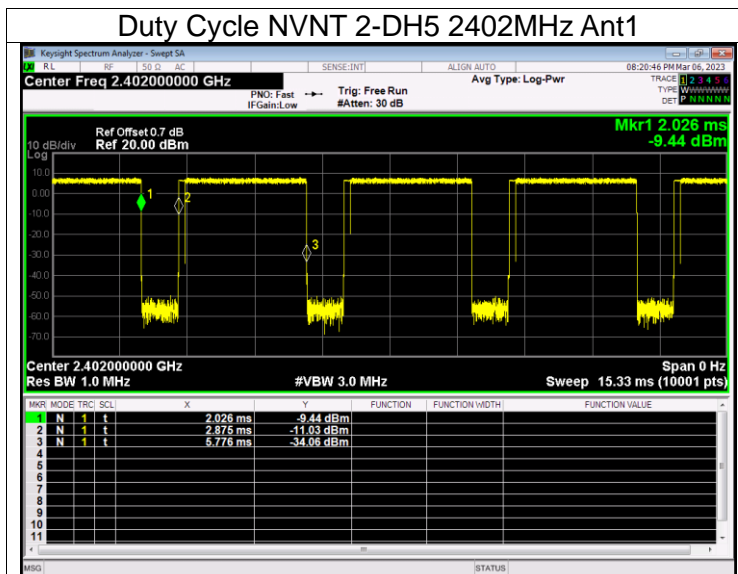 Duty Cycle NVNT 2-DH5 2402MHz Ant1
Keysight Spectrum Analyzer - Swept SA
RL RF 50 Ω AC SENSE:INT ALIGN AUTO 08:20:46 PM Mar 06, 2023
Center Freq 2.402000000 GHz Avg Type: Log-Pwr TRACE 1 2 3 4 5 6
PNO: Fast Trig: Free Run TYPE WWWWWW
IFGain:Low #Atten: 30 dB DET P N N N N N
Mkr1 2.026 ms
Ref Offset 0.7 dB
10 dB/div Ref 20.00 dBm -9.44 dBm
Log
10.0
0.00
-10.0
-20.0
-30.0
-40.0
-50.0
-60.0
-70.0
1
2
3
Center 2.402000000 GHz Span 0 Hz
Res BW 1.0 MHz #VBW 3.0 MHz Sweep 15.33 ms (10001 pts)
MKR MODE TRC SCL X Y FUNCTION FUNCTION WIDTH FUNCTION VALUE
1 N 1 t 2.026 ms -9.44 dBm
2 N 1 t 2.875 ms -11.03 dBm
3 N 1 t 5.776 ms -34.06 dBm
4
5
6
7
8
9
10
11
MSG STATUS